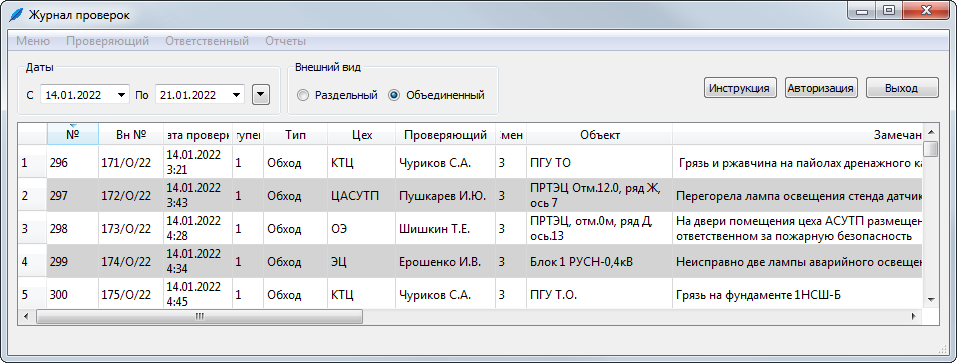 Журнал проверок
Меню Проверяющий Ответственный Отчеты
Даты
С 14.01.2022 По 21.01.2022
Внешний вид
Раздельный Объединенный
Инструкция Авторизация Выход
№ Вн № ата проверк тупе Тип Цех Проверяющий мен Объект Замечан
1 296 171/О/22 14.01.2022 3:21 1 Обход КТЦ Чуриков С.А. 3 ПГУ ТО Грязь и ржавчина на пайолах дренажного ка
2 297 172/О/22 14.01.2022 3:43 1 Обход ЦАСУТП Пушкарев И.Ю. 3 ПРТЭЦ Отм.12.0, ряд Ж, ось 7 Перегорела лампа освещения стенда датчик
3 298 173/О/22 14.01.2022 4:28 1 Обход ОЭ Шишкин Т.Е. 3 ПРТЭЦ, отм.0м, ряд Д, ось.13 На двери помещения цеха АСУТП размещен ответственном за пожарную безопасность
4 299 174/О/22 14.01.2022 4:34 1 Обход ЭЦ Ерошенко И.В. 3 Блок 1 РУСН-0,4кВ Неисправно две лампы аварийного освеще
5 300 175/О/22 14.01.2022 4:45 1 Обход КТЦ Чуриков С.А. 3 ПГУ Т.О. Грязь на фундаменте 1НСШ-Б